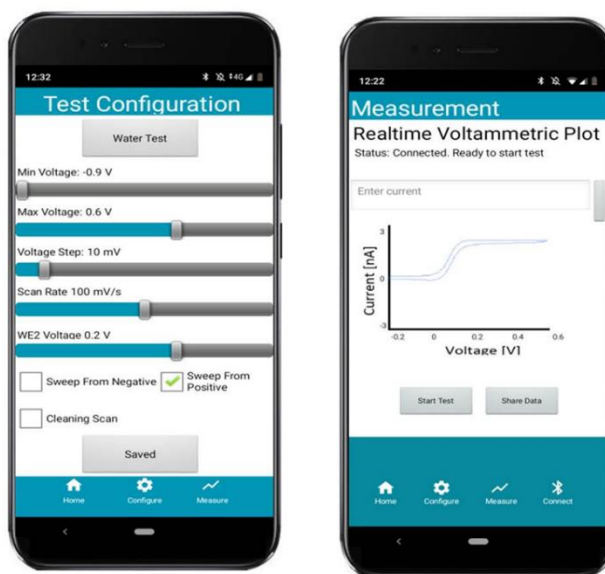 12:32
4G
Test Configuration
Water Test
Min Voltage: -0.9 V
Max Voltage: 0.6 V
Voltage Step: 10 mV
Scan Rate 100 mV/s
WE2 Voltage 0.2 V
Sweep From Negative
Sweep From
Positive
Cleaning Scan
Saved
Home
Configure
Measure
12:22
Measurement
Realtime Voltammetric Plot
Status: Connected. Ready to start test
Enter current
3
0
-3
Current [nA]
-0.2
0
0.2
0.4
0.6
Voltage [V]
Start Test
Share Data
Home
Configure
Measure
Connect